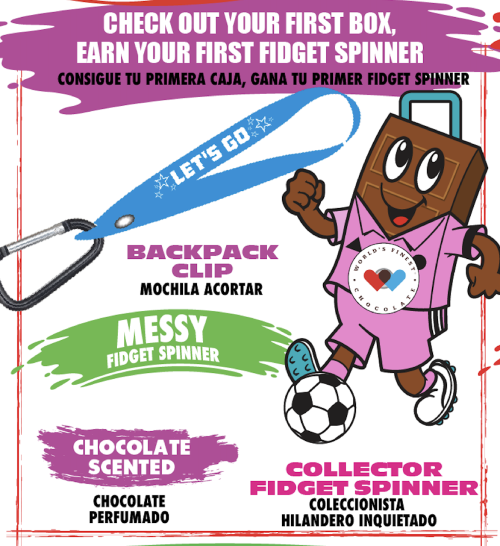 CHECK OUT YOUR FIRST BOX,
EARN YOUR FIRST FIDGET SPINNER
CONSIGUE TU PRIMERA CAJA, GANA TU PRIMER FIDGET SPINNER
LET'S GO
BACKPACK
CLIP
MOCHILA ACORTAR
WORLD'S FINEST
CHOCOLATE
MESSY
FIDGET SPINNER
CHOCOLATE
SCENTED
CHOCOLATE
PERFUMADO
COLLECTOR
FIDGET SPINNER
COLECCIONISTA
HILANDERO INQUIETADO